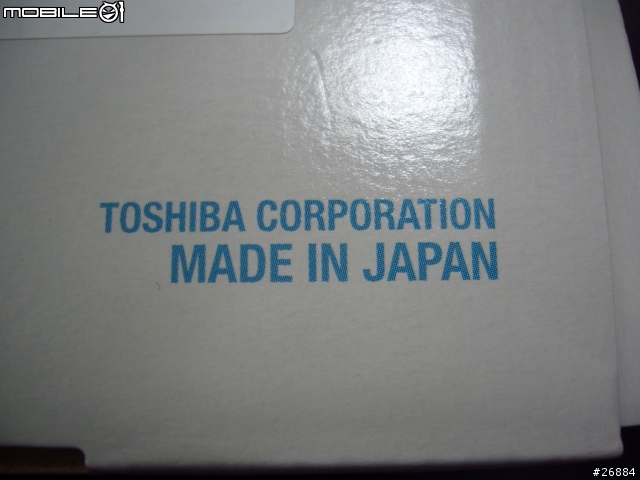 MOBILE01
TOSHIBA CORPORATION
MADE IN JAPAN
#26884